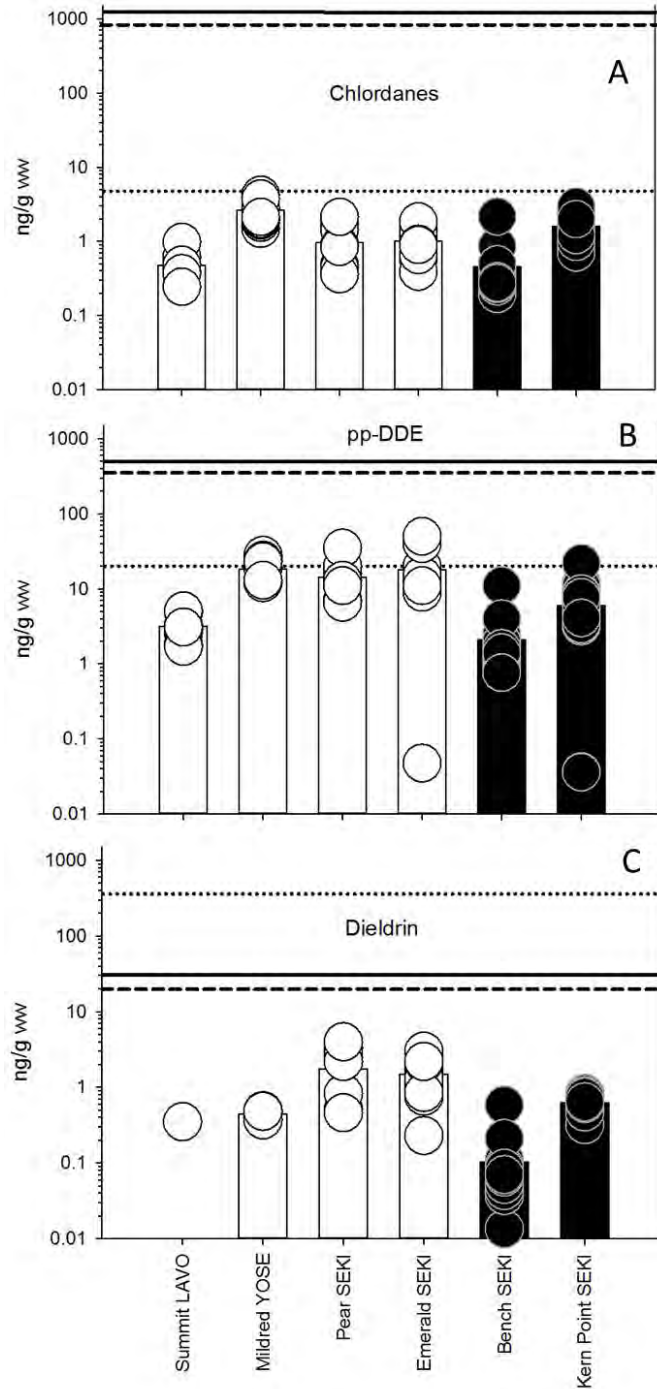 1000
A
100
Chlordanes
ng/g ww
10
1
0.1
0.01
pp-DDE
B
1000
100
ng/g ww
10
1
0.1
0.01
C
1000
Dieldrin
100
ng/g ww
10
1
0.1
0.01
Summit LAVO
Mildred YOSE
Pear SEKI
Emerald SEKI
Bench SEKI
Kern Point SEKI